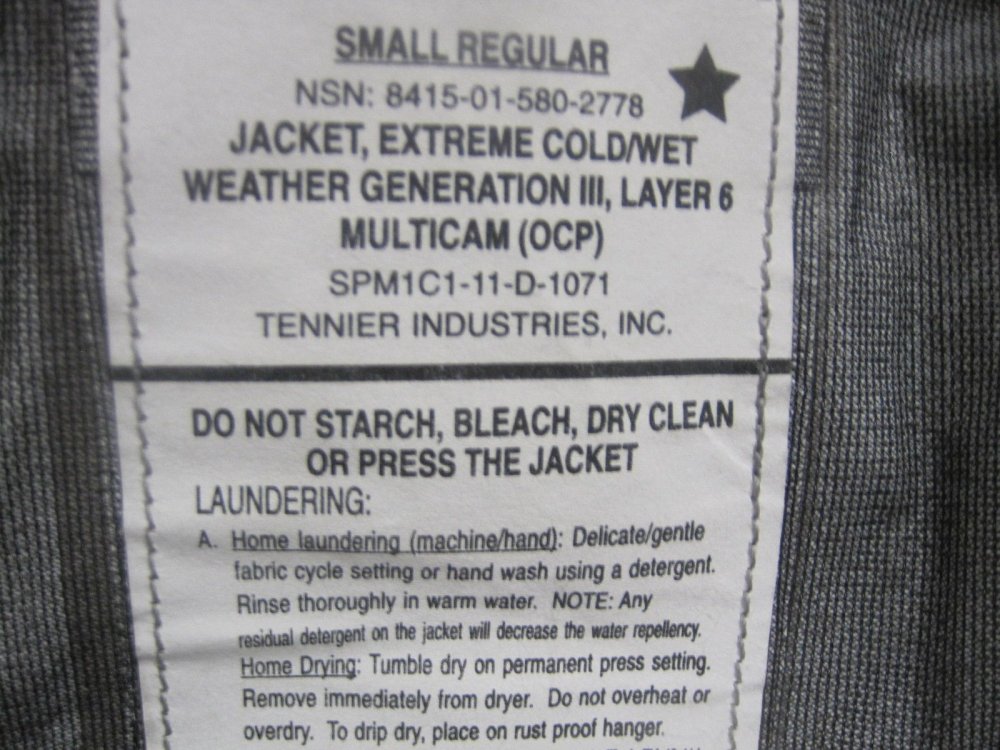 SMALL REGULAR
NSN: 8415-01-580-2778
JACKET, EXTREME COLD/WET
WEATHER GENERATION III, LAYER 6
MULTICAM (OCP)
SPM1C1-11-D-1071
TENNIER INDUSTRIES, INC.
DO NOT STARCH, BLEACH, DRY CLEAN
OR PRESS THE JACKET
LAUNDERING:
A. Home laundering (machine/hand): Delicate/gentle
fabric cycle setting or hand wash using a detergent.
Rinse thoroughly in warm water. NOTE: Any
residual detergent on the jacket will decrease the water repellency.
Home Drying: Tumble dry on permanent press setting.
Remove immediately from dryer. Do not overheat or
overdry. To drip dry, place on rust proof hanger.